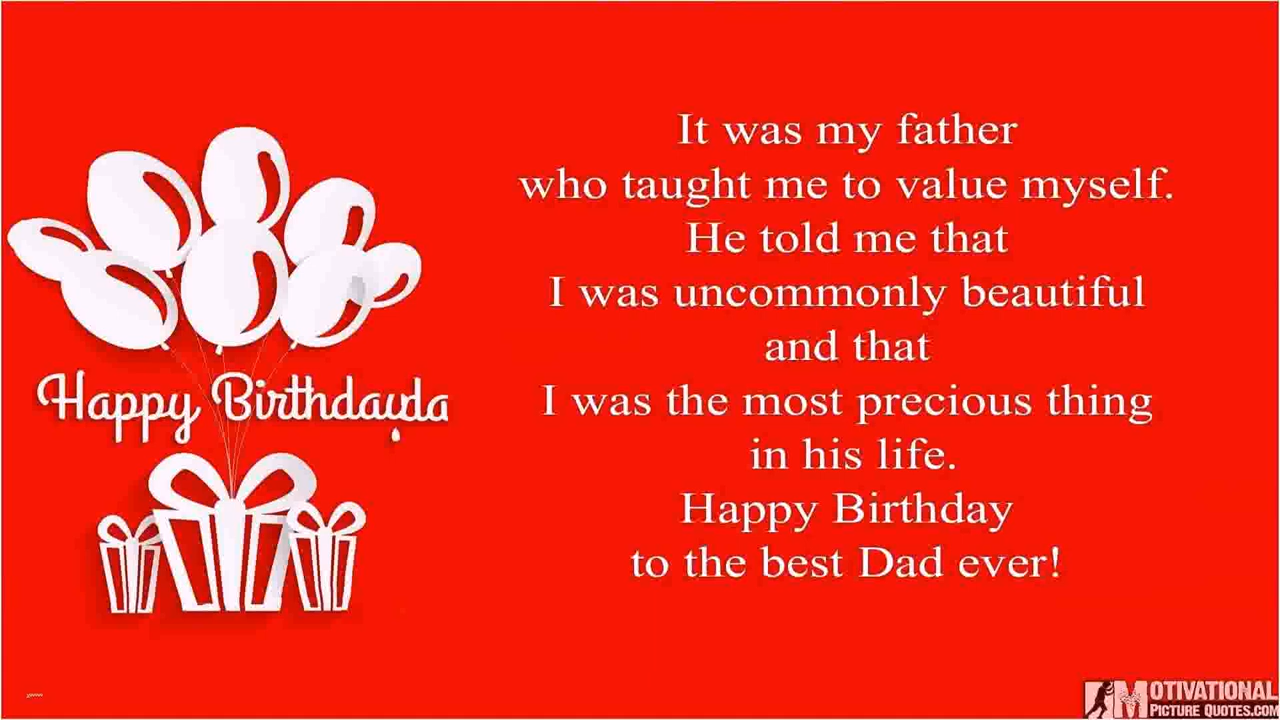 It was my father
who taught me to value myself.
He told me that
I was uncommonly beautiful
and that
I was the most precious thing
in his life.
Happy Birthday
to the best Dad ever!
Happy Birthdayda
MOTIVATIONAL
PICTURE QUOTES.COM